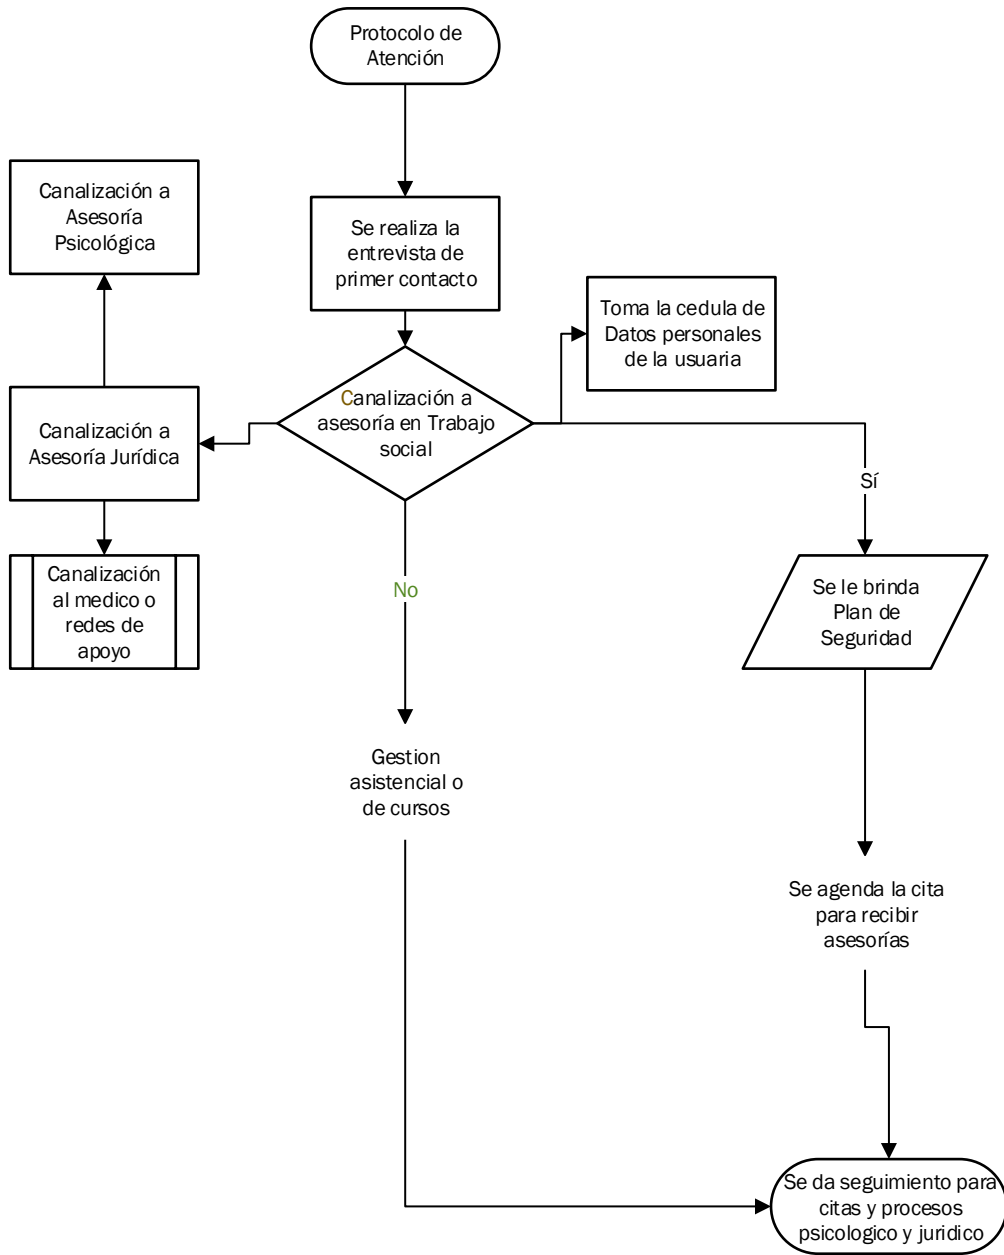 Protocolo de
Atención
Canalización a
Asesoría
Psicológica
Se realiza la
entrevista de
primer contacto
Toma la cedula de
Datos personales
de la usuaria
Canalización a
asesoría en Trabajo
social
Canalización a
Asesoría Jurídica
Sí
Canalización
al medico o
redes de
apoyo
No
Se le brinda
Plan de
Seguridad
Gestion
asistencial o
de cursos
Se agenda la cita
para recibir
asesorías
Se da seguimiento para
citas y procesos
psicologico y juridico